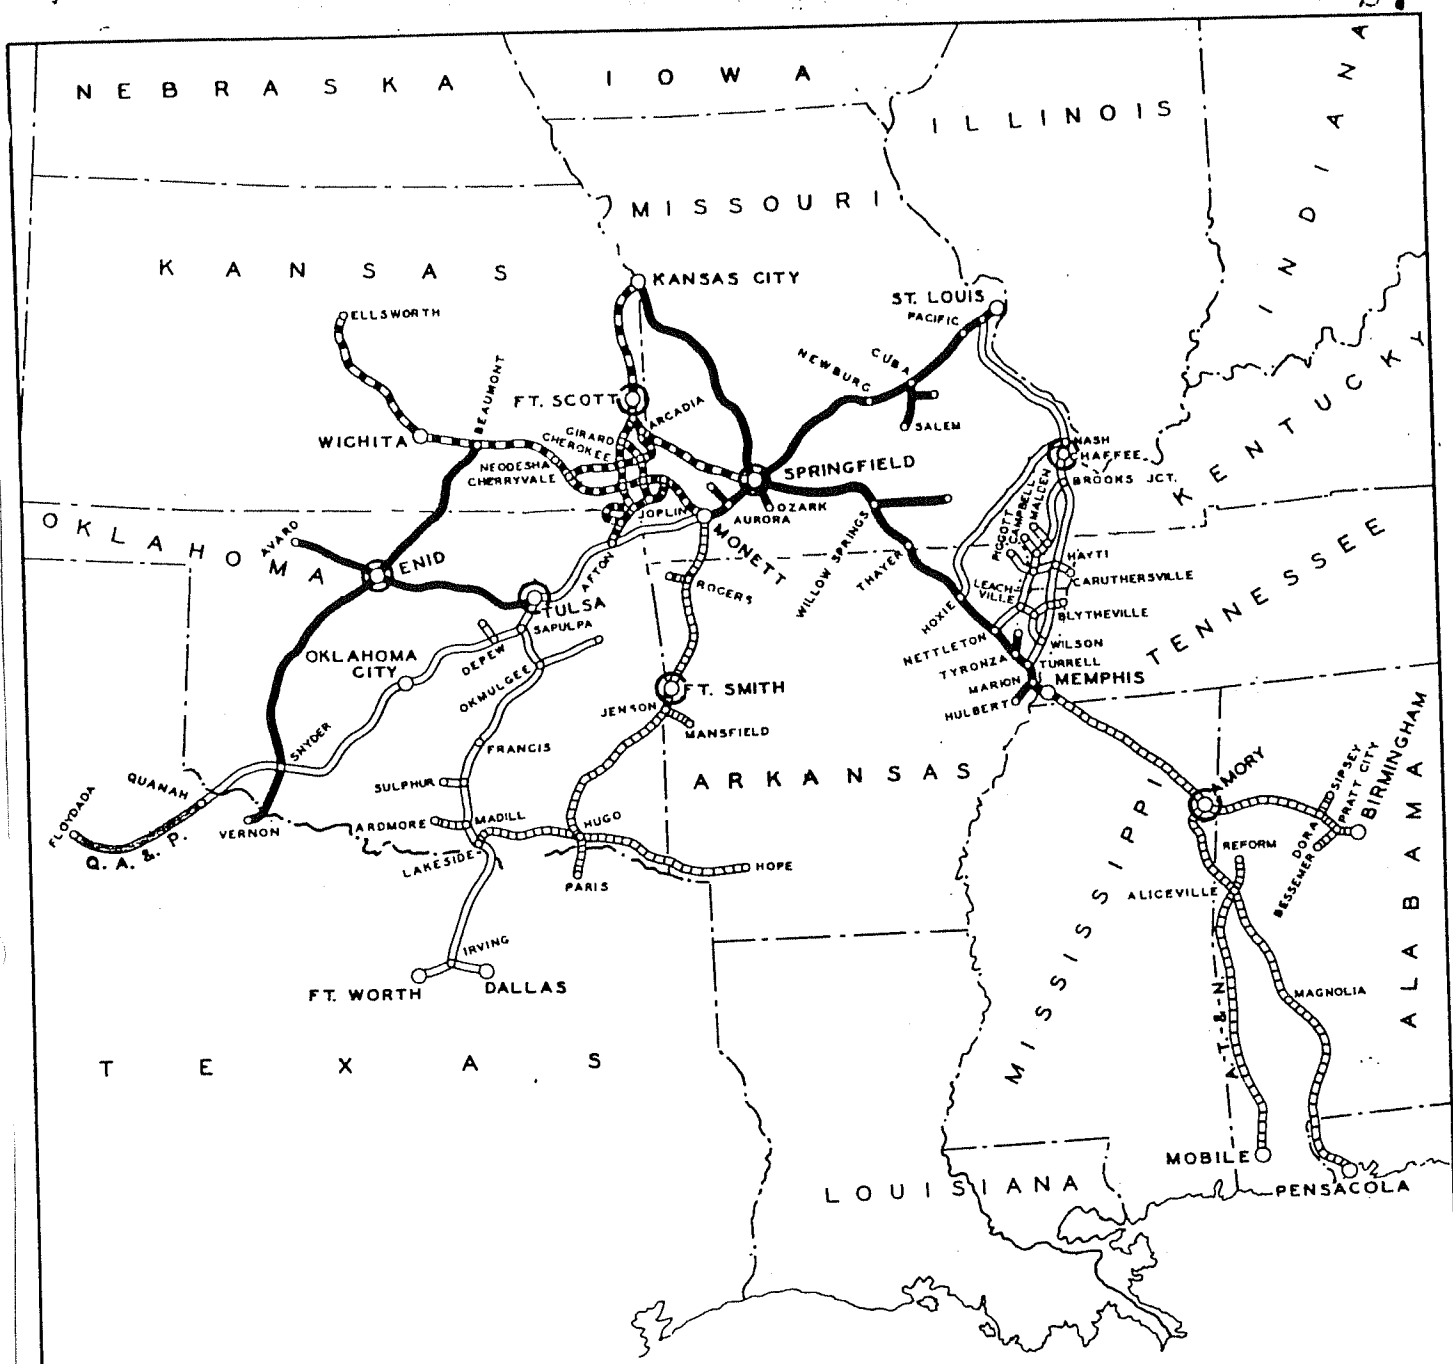 NEBRASKA
IOWA
ILLINOIS
INDIANA
MISSOURI
KANSAS
KANSAS CITY
ST. LOUIS
PACIFIC
ELLSWORTH
CUBA
NEWBURG
BEAUMONT
FT. SCOTT
ARCADIA
SALEM
KENTUCKY
WICHITA
GIRARD
CHEROKEE
NASH
CHAFFEE
NEODESHA
CHERRYVALE
SPRINGFIELD
BROOKS JCT.
MALDEN
CAMPBELL
PIGGOTT
OKLAHOMA
JOPLIN
OZARK
AURORA
MONETT
WILLOW SPRINGS
THAYER
AVARD
ENID
AFTON
HAYTI
CARUTHERSVILLE
TENNESSEE
ROGERS
LEACH-
VILLE
BLYTHEVILLE
TULSA
SAPULPA
HOXIE
NETTLETON
WILSON
OKLAHOMA
CITY
DEPEW
OKMULGEE
TYRONZA
TURRELL
MARION
MEMPHIS
HULBERT
FT. SMITH
JENSON
MANSFIELD
SNYDER
FRANCIS
QUANAH
SULPHUR
ARKANSAS
AMORY
SIPSEY
PRATT CITY
BIRMINGHAM
FLOYDADA
Q. A. & P.
VERNON
ARDMORE
MADILL
HUGO
LAKESIDE
PARIS
HOPE
DORA
BESSEMER
REFORM
ALICEVILLE
MISSISSIPPI
ALABAMA
IRVING
FT. WORTH
DALLAS
MAGNOLIA
A.T.-&-N.
TEXAS
MOBILE
PENSACOLA
LOUISIANA